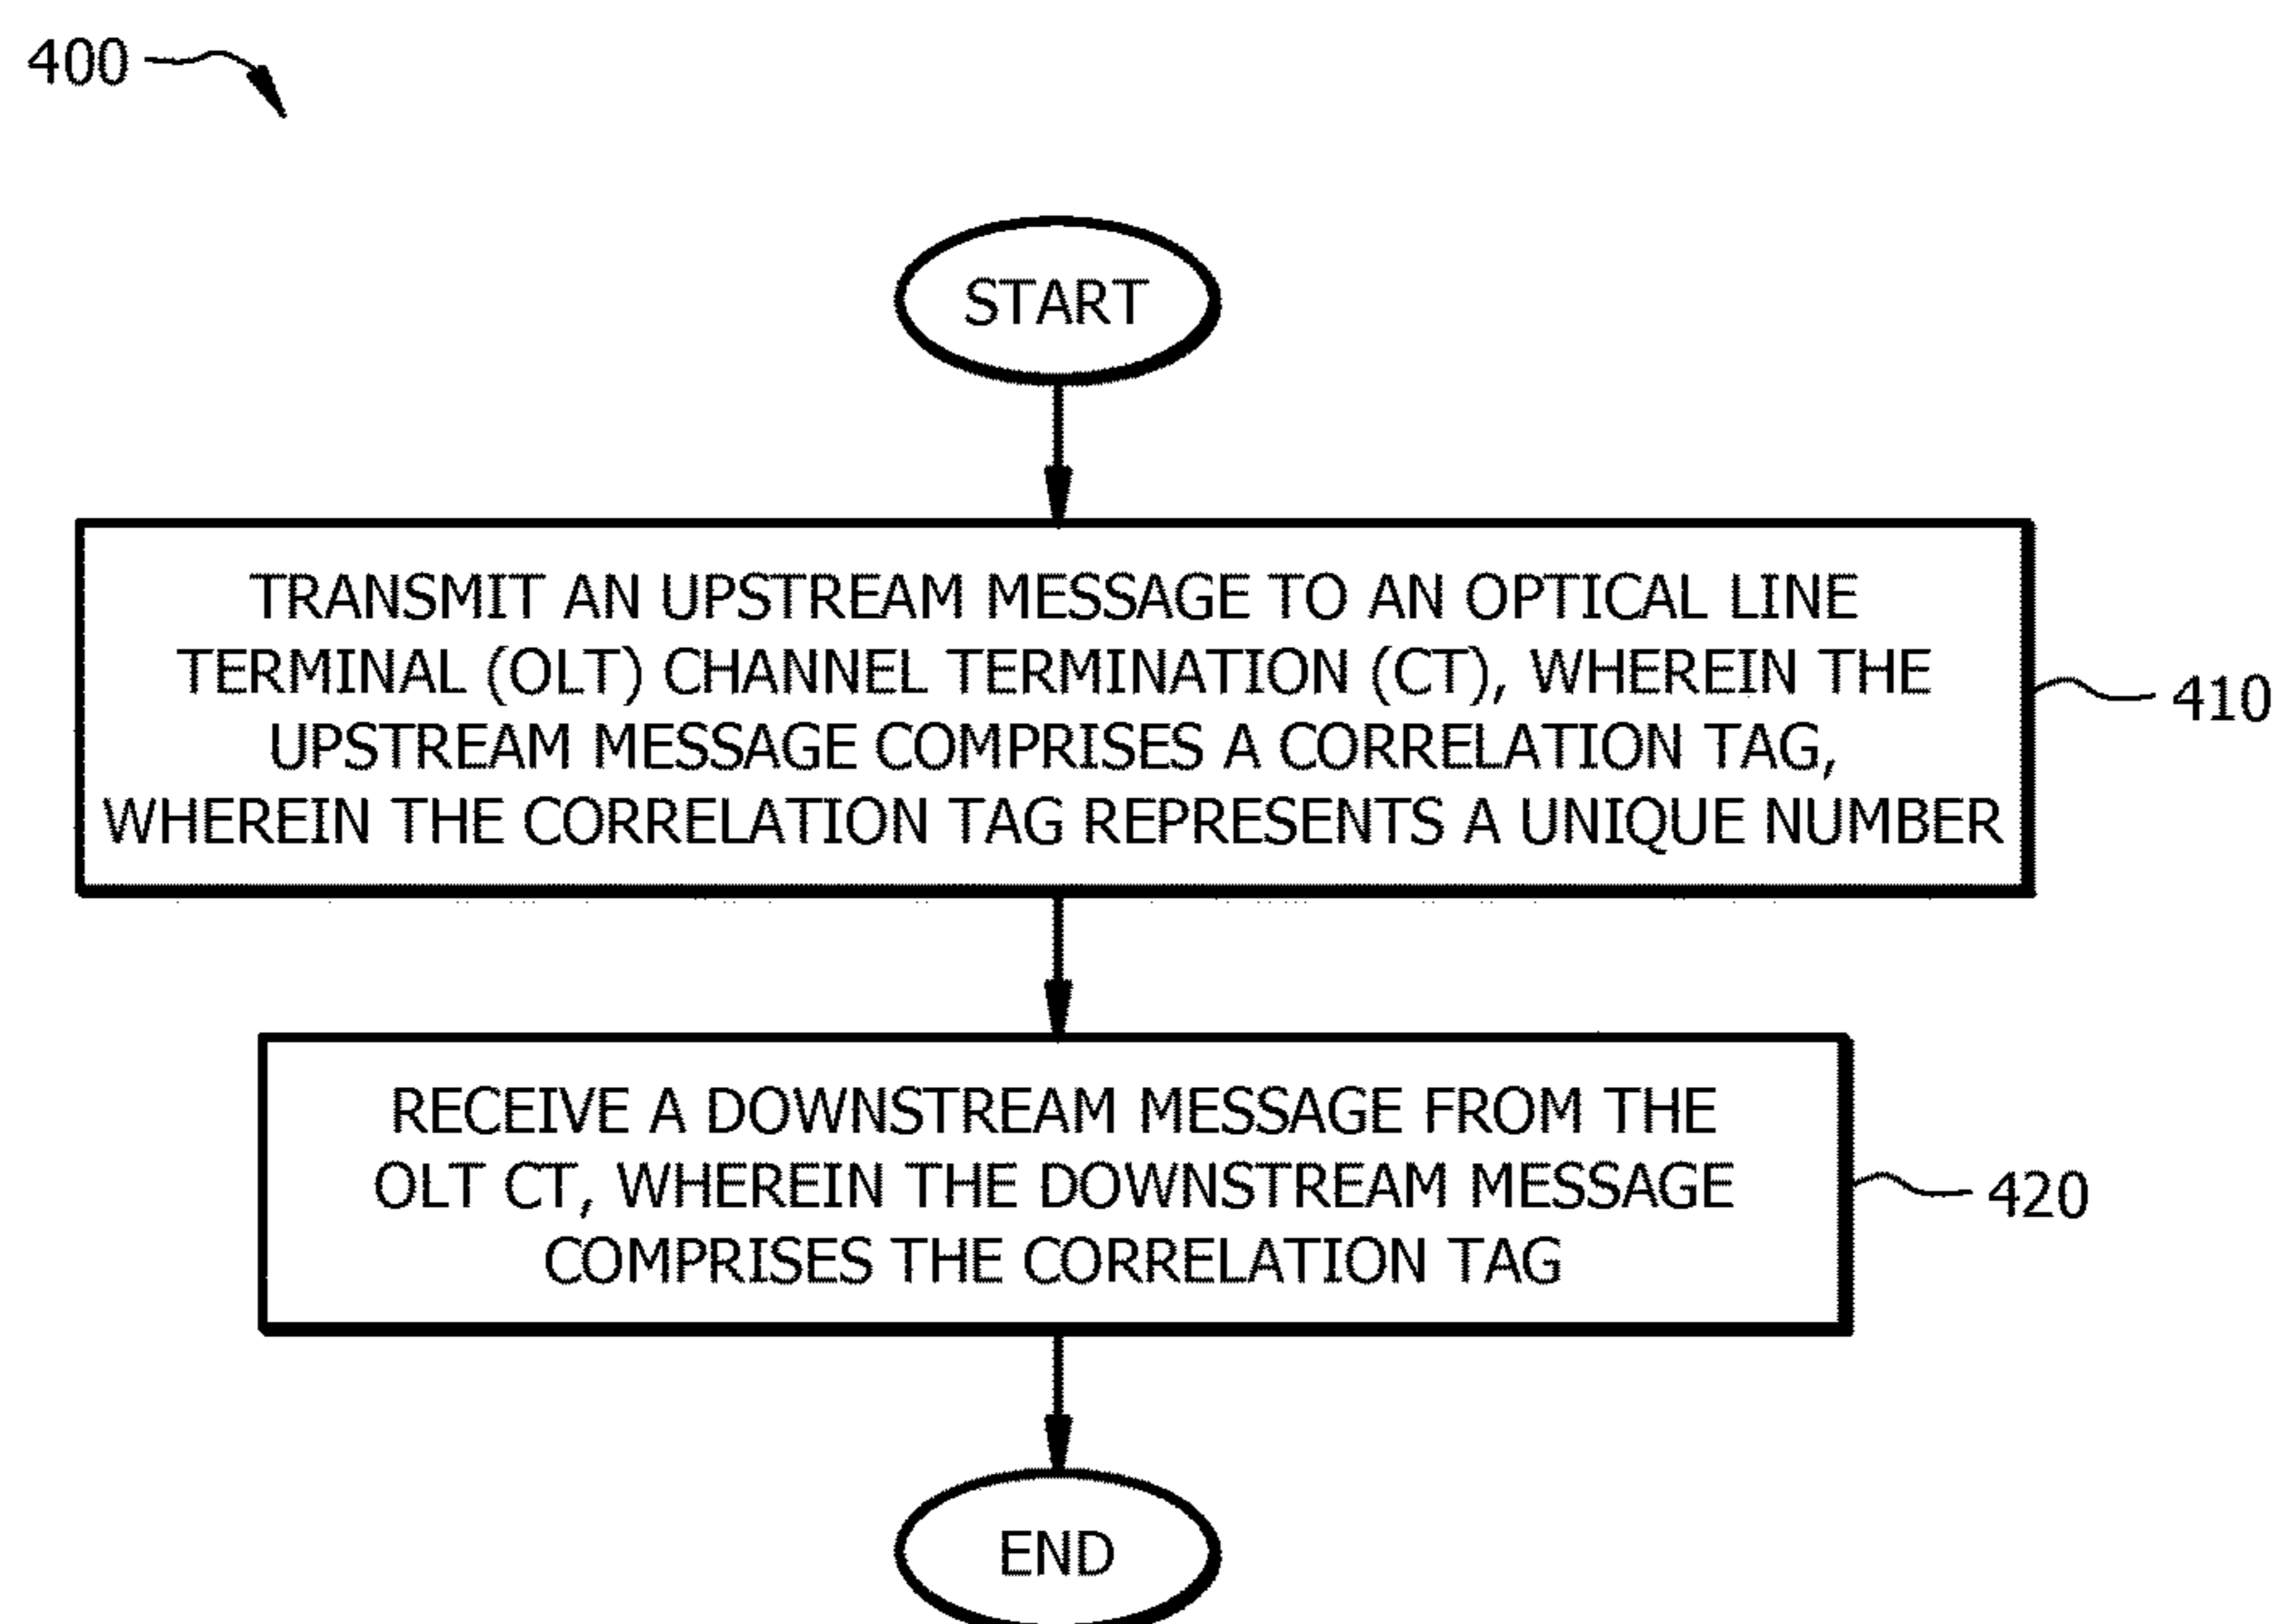 400
START
TRANSMIT AN UPSTREAM MESSAGE TO AN OPTICAL LINE
TERMINAL (OLT) CHANNEL TERMINATION (CT), WHEREIN THE
UPSTREAM MESSAGE COMPRISES A CORRELATION TAG,
WHEREIN THE CORRELATION TAG REPRESENTS A UNIQUE NUMBER
410
RECEIVE A DOWNSTREAM MESSAGE FROM THE
OLT CT, WHEREIN THE DOWNSTREAM MESSAGE
COMPRISES THE CORRELATION TAG
420
END